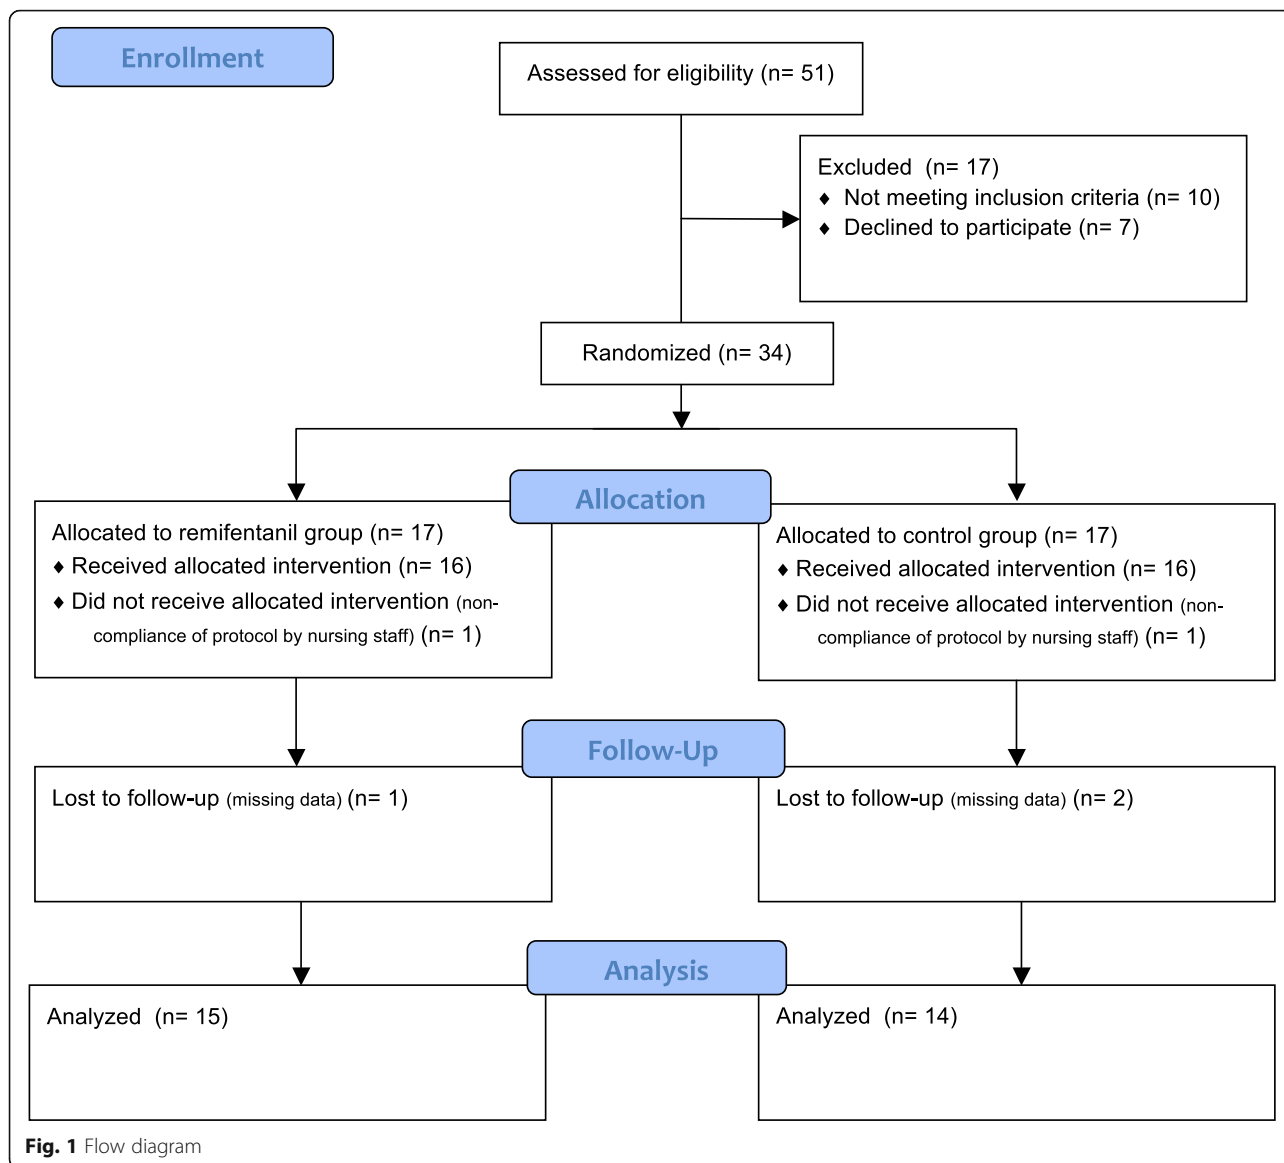 Enrollment
Assessed for eligibility (n= 51)
Excluded (n= 17)
♦ Not meeting inclusion criteria (n= 10)
♦ Declined to participate (n= 7)
Randomized (n= 34)
Allocation
Allocated to remifentanil group (n= 17)
♦ Received allocated intervention (n= 16)
♦ Did not receive allocated intervention (non-
compliance of protocol by nursing staff) (n= 1)
Allocated to control group (n= 17)
♦ Received allocated intervention (n= 16)
♦ Did not receive allocated intervention (non-
compliance of protocol by nursing staff) (n= 1)
Follow-Up
Lost to follow-up (missing data) (n= 1)
Lost to follow-up (missing data) (n= 2)
Analysis
Analyzed (n= 15)
Analyzed (n= 14)
Fig. 1 Flow diagram